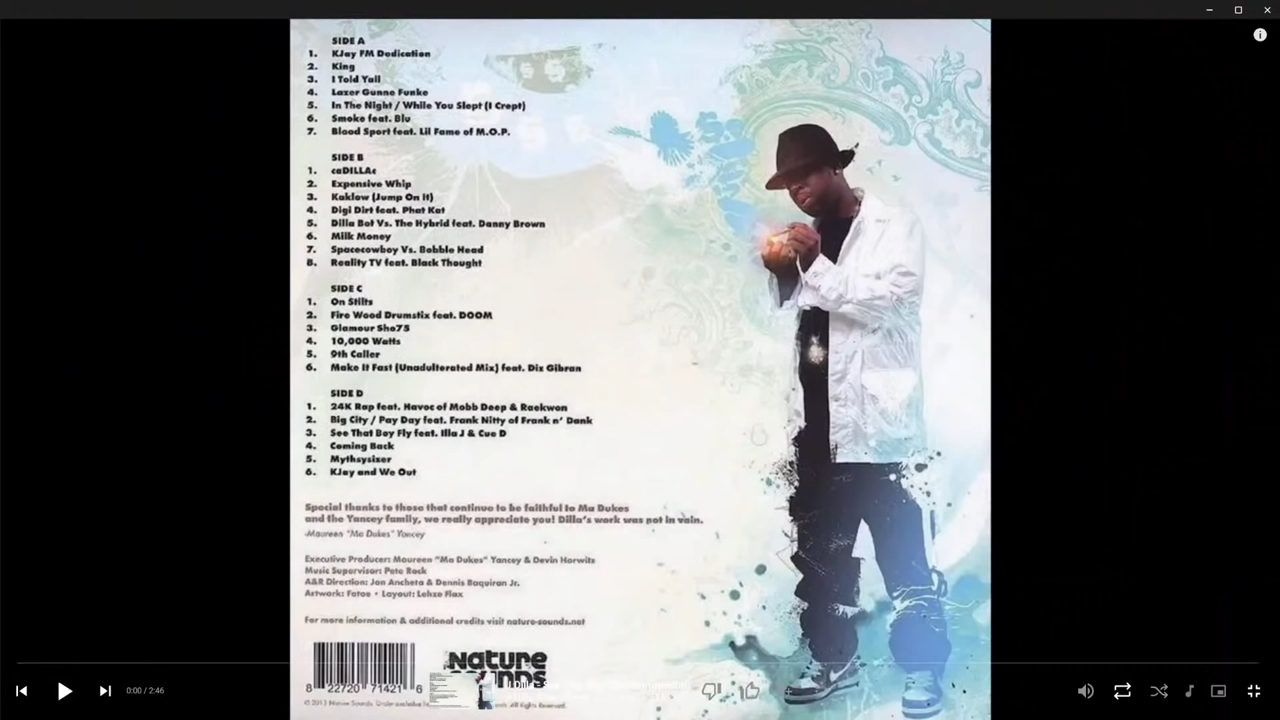 SIDE A
1. KJay FM Dedication
2. King
3. I Told Yall
4. Lazer Gunne Funke
5. In The Night / While You Slept (I Crept)
6. Smoke feat. Blu
7. Blood Sport feat. Lil Fame of M.O.P.
SIDE B
1. caDILLAc
2. Expensive Whip
3. Kaklow (Jump On It)
4. Digi Dirt feat. Phat Kat
5. Dilla Bot Vs. The Hybrid feat. Danny Brown
6. Milk Money
7. Spacecowboy Vs. Bobble Head
8. Reality TV feat. Black Thought
SIDE C
1. On Stilts
2. Fire Wood Drumstix feat. DOOM
3. Glamour Sho75
4. 10,000 Watts
5. 9th Caller
6. Make It Fast (Unadulterated Mix) feat. Diz Gibran
SIDE D
1. 24K Rap feat. Havoc of Mobb Deep & Raekwon
2. Big City / Pay Day feat. Frank Nitty of Frank n' Dank
3. See That Boy Fly feat. Illa J & Cue D
4. Coming Back
5. Mythsysizer
6. KJay and We Out
Special thanks to those that continue to be faithful to Ma Dukes
and the Yancey family, we really appreciate you! Dilla's work was not in vain.
-Maureen "Ma Dukes" Yancey
Executive Producer: Maureen "Ma Dukes" Yancey & Devin Horwitz
Music Supervisor: Pete Rock
A&R Direction: Jon Ancheta & Dennis Baquiran Jr.
Artwork: Fatoe • Layout: Lehze Flax
For more information & additional credits visit nature-sounds.net
Nature
Sounds
8 22720 71421 6
© 2013 Nature Sounds. Under exclusive
All Rights Reserved.
0:00 / 2:46